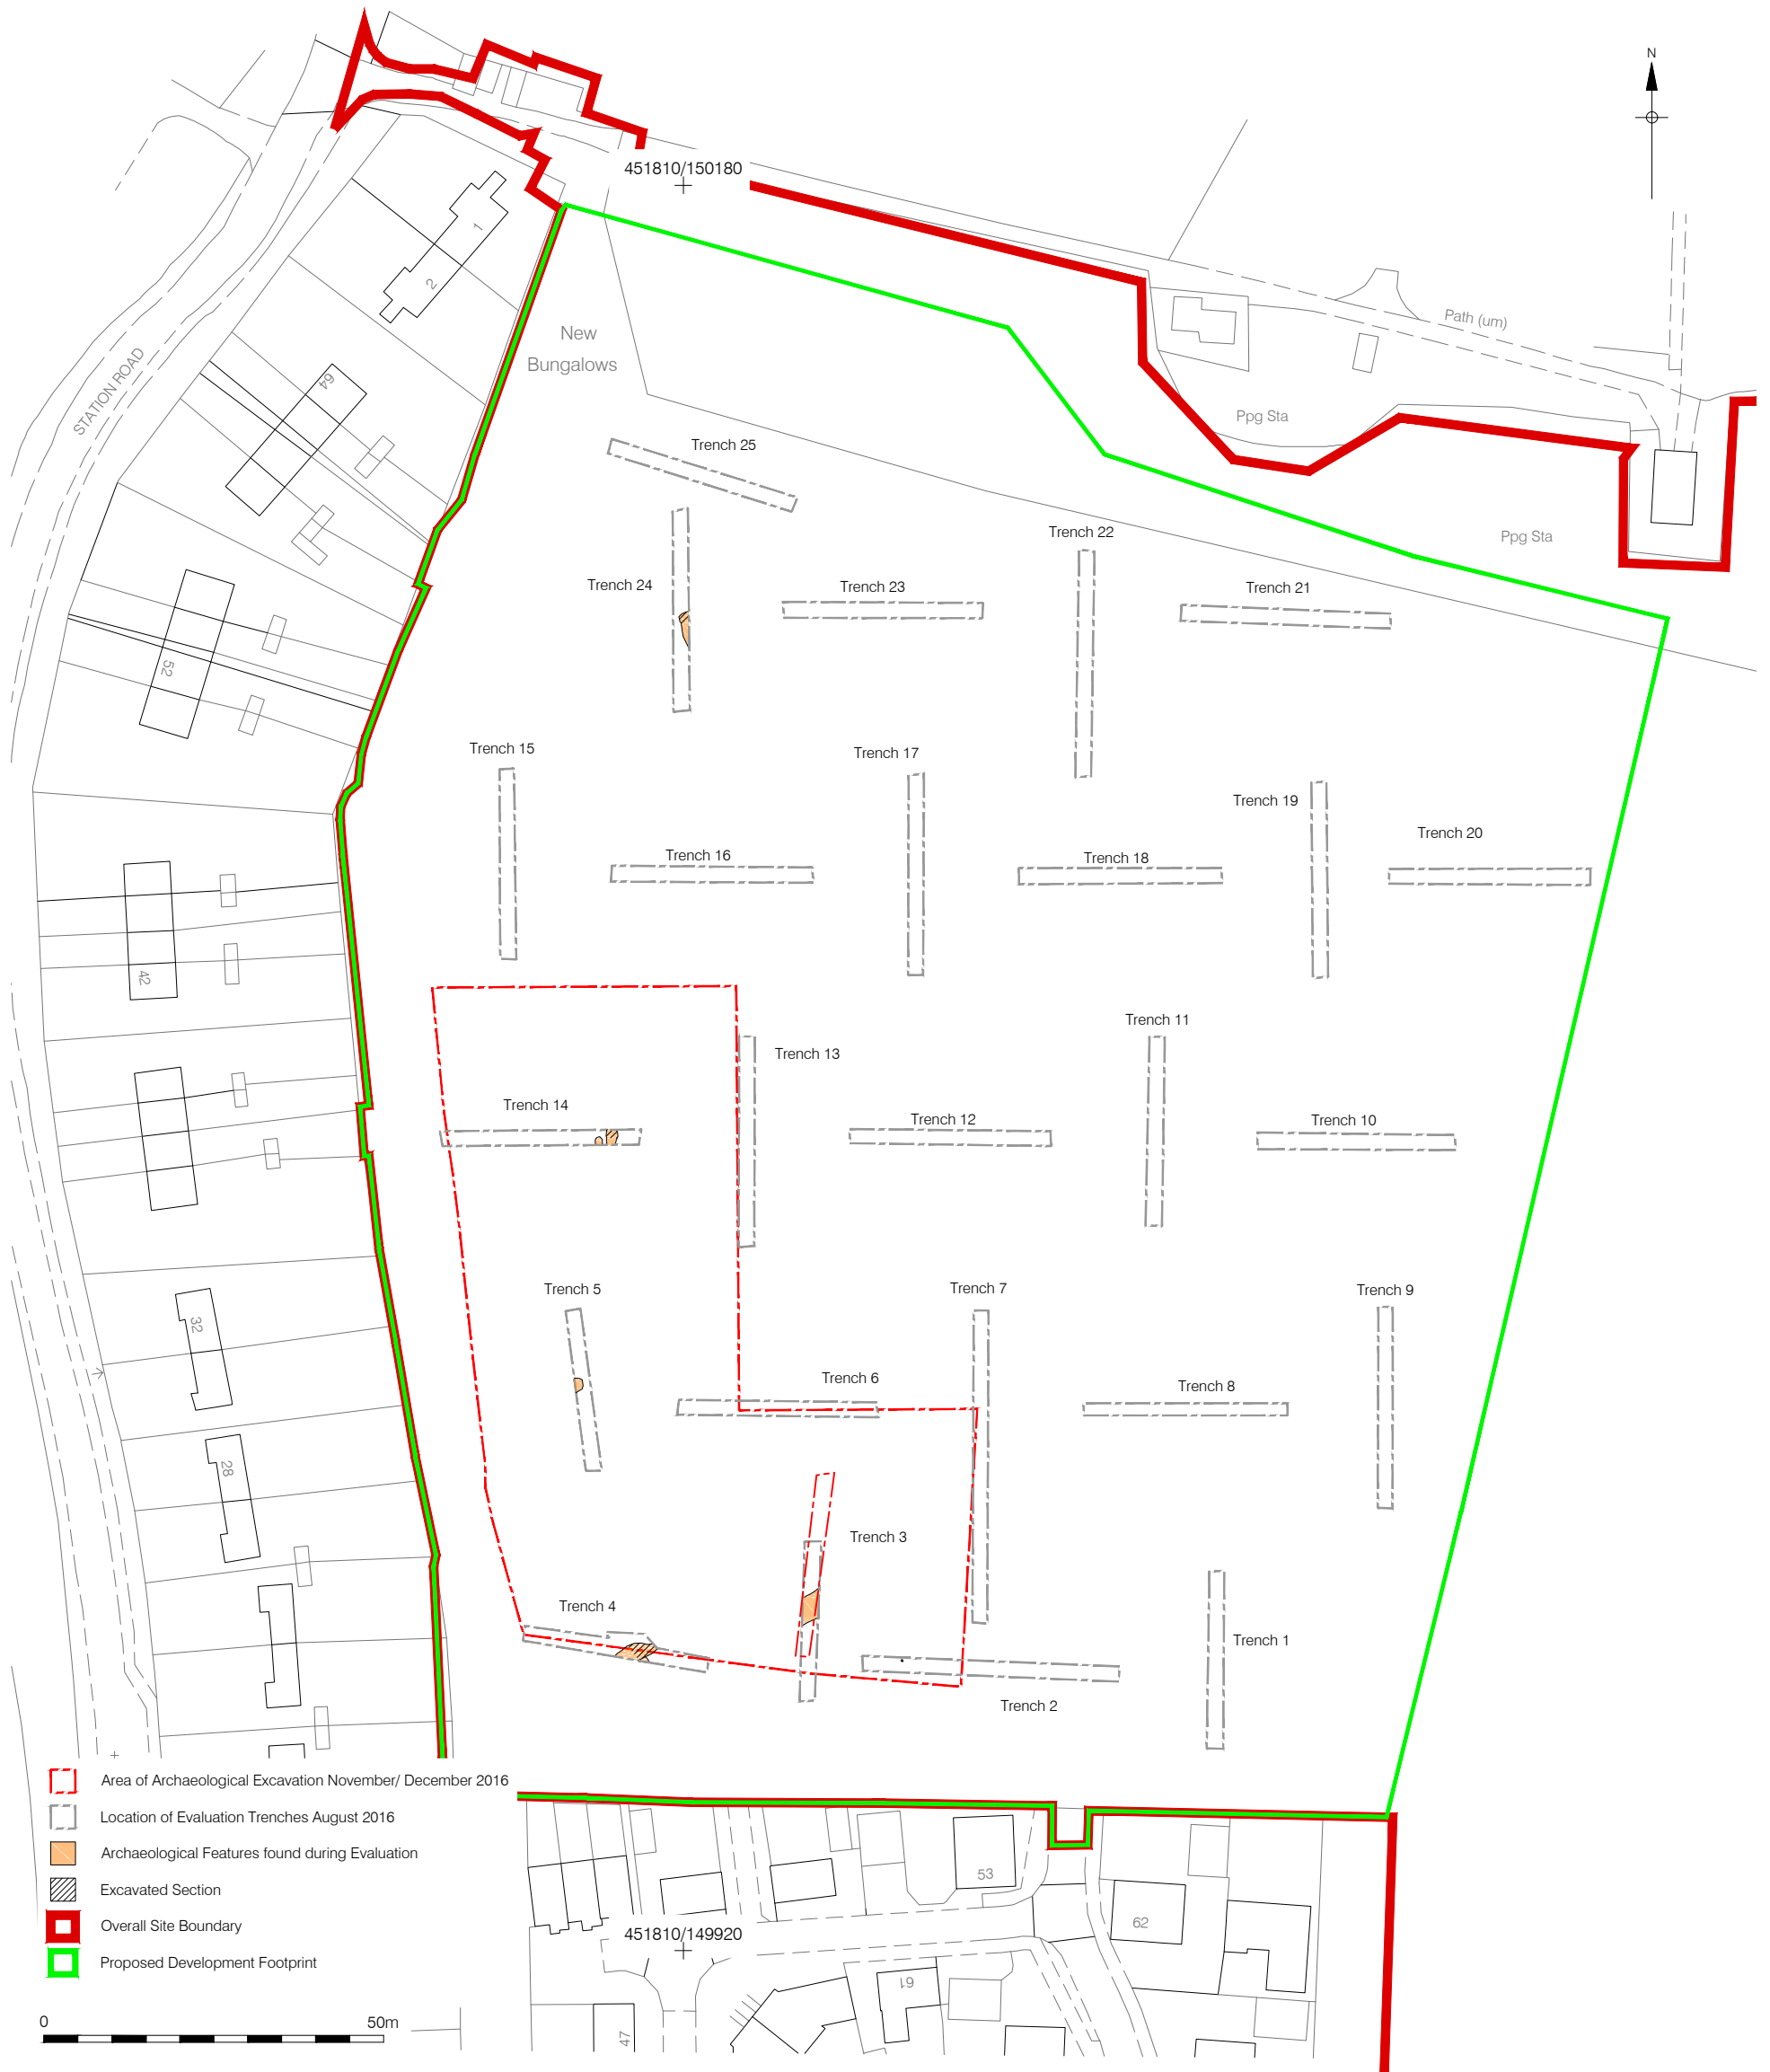 N
451810/150180
1
2
New
Bungalows
Path (um)
STATION ROAD
64
Ppg Sta
Trench 25
Ppg Sta
Trench 22
Trench 24
Trench 23
Trench 21
52
Trench 15
Trench 17
Trench 19
Trench 20
Trench 16
Trench 18
42
Trench 11
Trench 13
Trench 14
Trench 12
Trench 10
Trench 5
Trench 7
Trench 9
32
Trench 6
Trench 8
28
Trench 3
Trench 4
Trench 1
Trench 2
Area of Archaeological Excavation November/ December 2016
Location of Evaluation Trenches August 2016
Archaeological Features found during Evaluation
53
Excavated Section
62
Overall Site Boundary
451810/149920
Proposed Development Footprint
61
0
50m
47